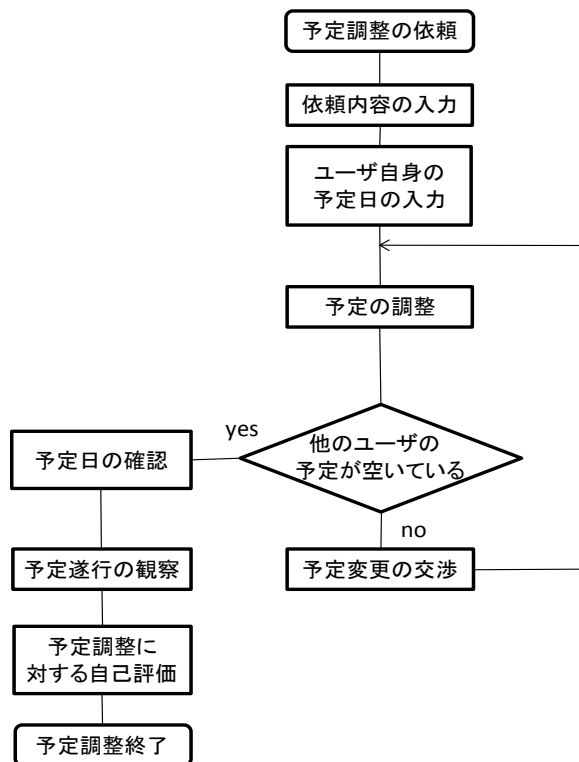 予定調整の依頼
依頼内容の入力
ユーザ自身の
予定日の入力
予定の調整
他のユーザの
予定が空いている
yes
no
予定日の確認
予定変更の交渉
予定遂行の観察
予定調整に
対する自己評価
予定調整終了